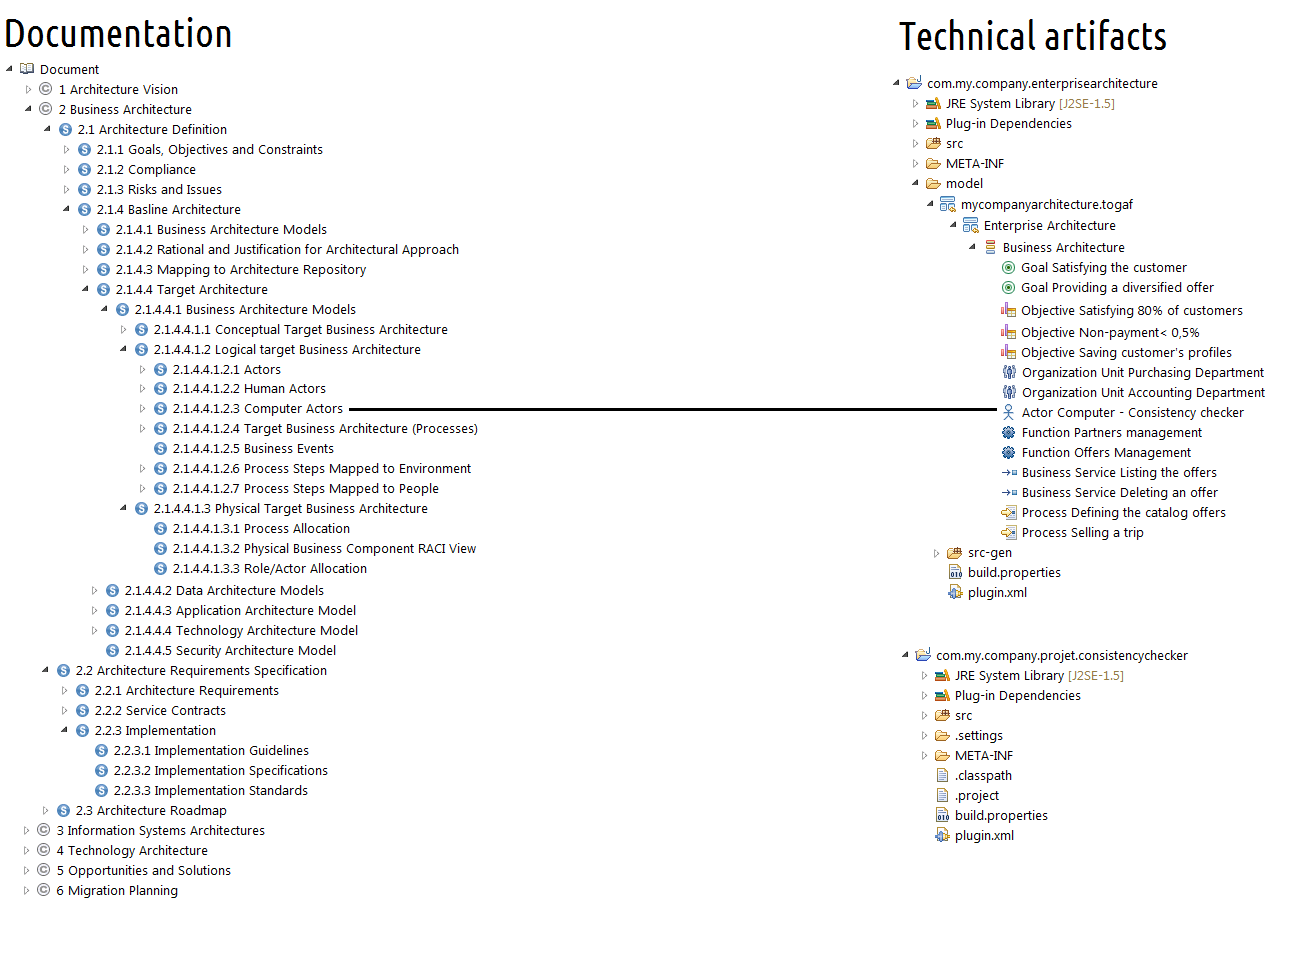 Documentation
Document
1 Architecture Vision
2 Business Architecture
2.1 Architecture Definition
2.1.1 Goals, Objectives and Constraints
2.1.2 Compliance
2.1.3 Risks and Issues
2.1.4 Basline Architecture
2.1.4.1 Business Architecture Models
2.1.4.2 Rational and Justification for Architectural Approach
2.1.4.3 Mapping to Architecture Repository
2.1.4.4 Target Architecture
2.1.4.4.1 Business Architecture Models
2.1.4.4.1.1 Conceptual Target Business Architecture
2.1.4.4.1.2 Logical target Business Architecture
2.1.4.4.1.2.1 Actors
2.1.4.4.1.2.2 Human Actors
2.1.4.4.1.2.3 Computer Actors
2.1.4.4.1.2.4 Target Business Architecture (Processes)
2.1.4.4.1.2.5 Business Events
2.1.4.4.1.2.6 Process Steps Mapped to Environment
2.1.4.4.1.2.7 Process Steps Mapped to People
2.1.4.4.1.3 Physical Target Business Architecture
2.1.4.4.1.3.1 Process Allocation
2.1.4.4.1.3.2 Physical Business Component RACI View
2.1.4.4.1.3.3 Role/Actor Allocation
2.1.4.4.2 Data Architecture Models
2.1.4.4.3 Application Architecture Model
2.1.4.4.4 Technology Architecture Model
2.1.4.4.5 Security Architecture Model
2.2 Architecture Requirements Specification
2.2.1 Architecture Requirements
2.2.2 Service Contracts
2.2.3 Implementation
2.2.3.1 Implementation Guidelines
2.2.3.2 Implementation Specifications
2.2.3.3 Implementation Standards
2.3 Architecture Roadmap
3 Information Systems Architectures
4 Technology Architecture
5 Opportunities and Solutions
6 Migration Planning
Technical artifacts
com.my.company.enterprisearchitecture
JRE System Library [J2SE-1.5]
Plug-in Dependencies
src
META-INF
model
mycompanyarchitecture.togaf
Enterprise Architecture
Business Architecture
Goal Satisfying the customer
Goal Providing a diversified offer
Objective Satisfying 80% of customers
Objective Non-payment< 0,5%
Objective Saving customer's profiles
Organization Unit Purchasing Department
Organization Unit Accounting Department
Actor Computer - Consistency checker
Function Partners management
Function Offers Management
Business Service Listing the offers
Business Service Deleting an offer
Process Defining the catalog offers
Process Selling a trip
src-gen
build.properties
plugin.xml
com.my.company.projet.consistencychecker
JRE System Library [J2SE-1.5]
Plug-in Dependencies
src
.settings
META-INF
.classpath
.project
build.properties
plugin.xml